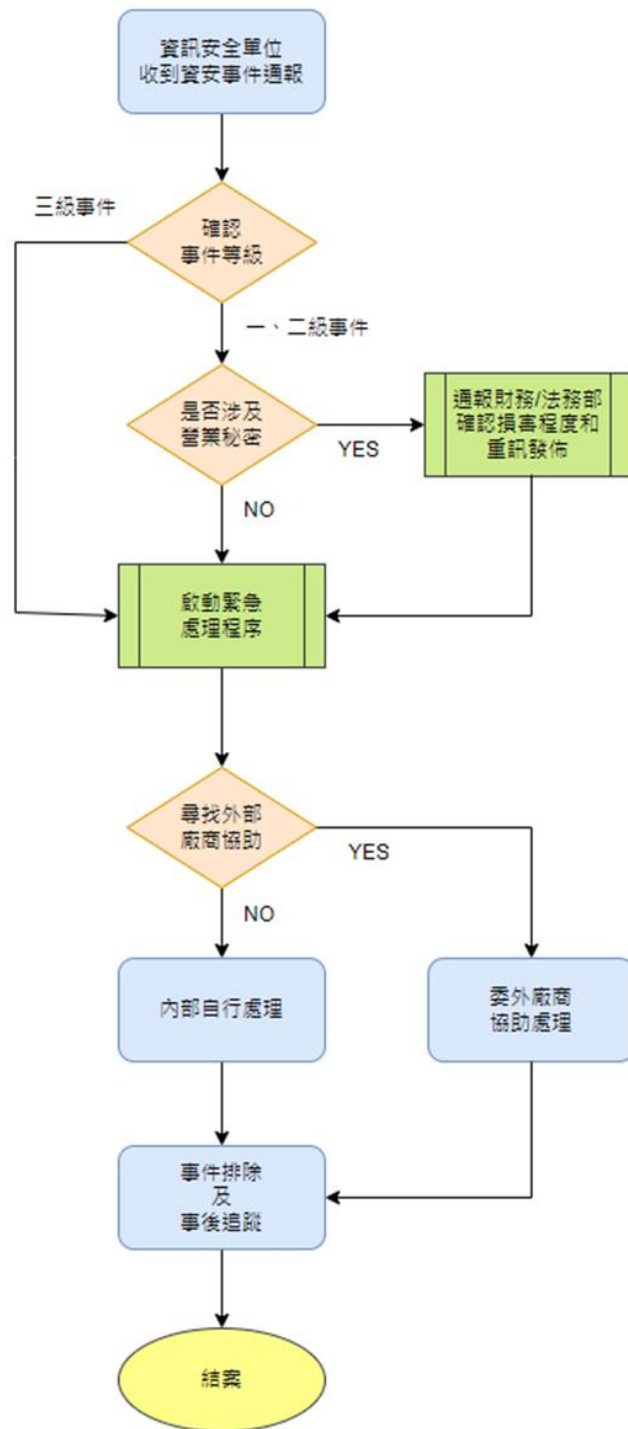 資訊安全單位
收到資安事件通報
三級事件
確認
事件等級
一、二級事件
是否涉及
營業秘密
YES
通報財務/法務部
確認損害程度和
重訊發佈
NO
啟動緊急
處理程序
尋找外部
廠商協助
YES
NO
內部自行處理
委外廠商
協助處理
事件排除
及
事後追蹤
結案